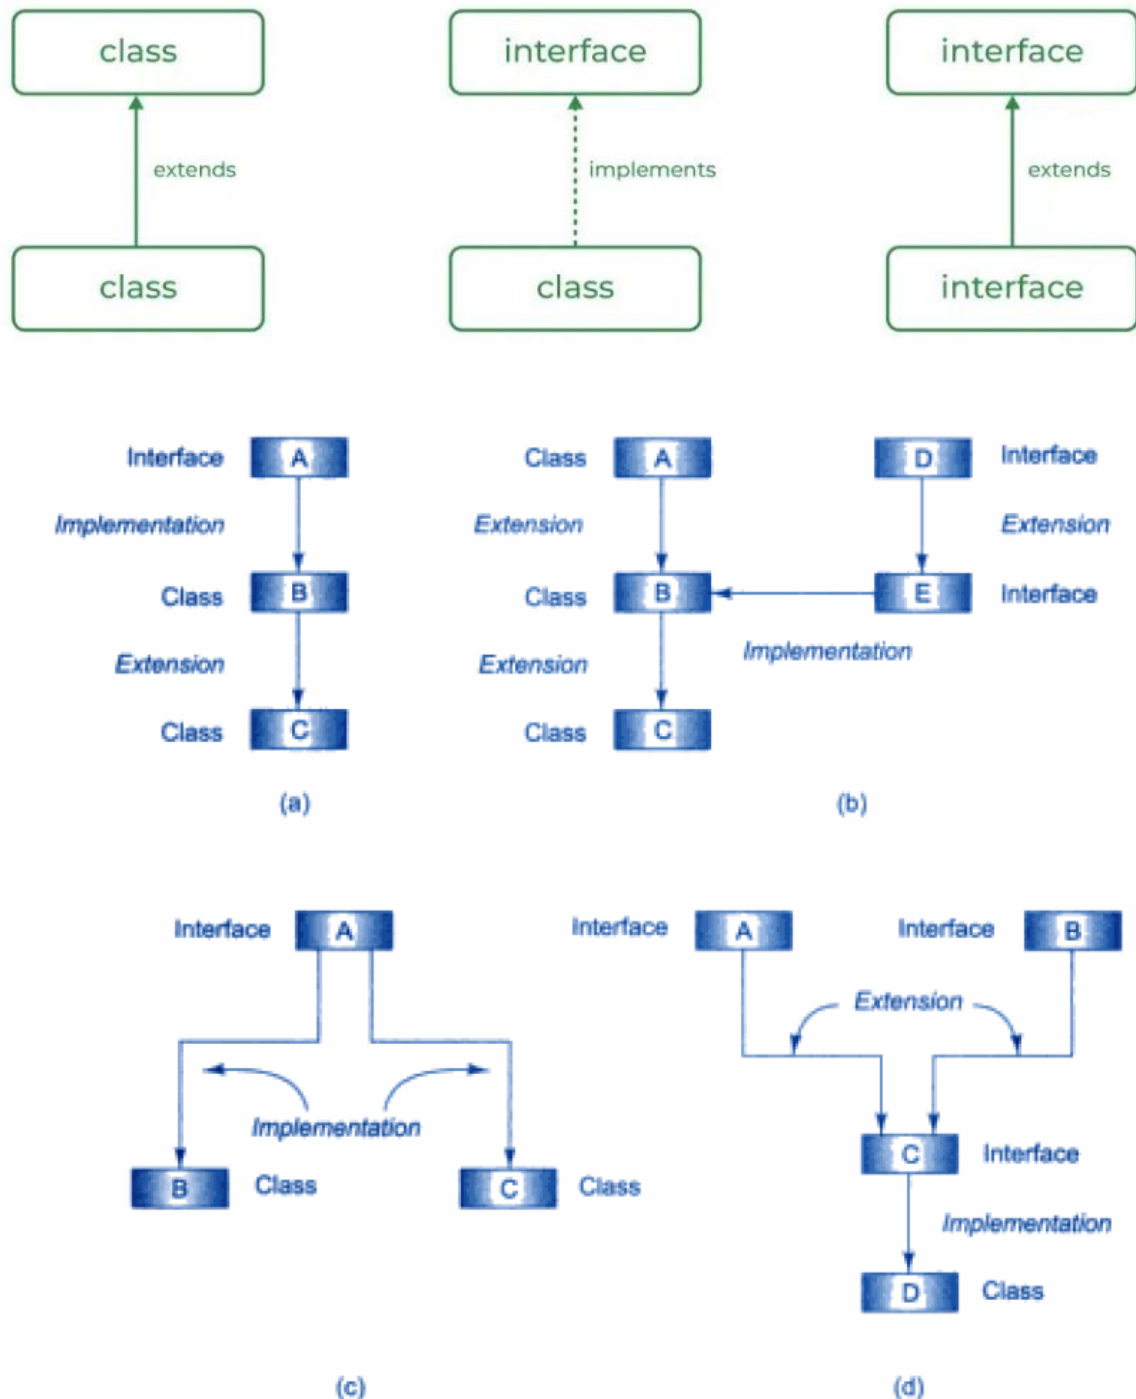 class
interface
interface
extends
implements
extends
class
class
interface
Interface
A
Class
A
D
Interface
Implementation
Extension
Extension
Class
B
Class
B
E
Interface
Extension
Extension
Implementation
Class
C
Class
C
(a)
(b)
Interface
A
Interface
A
Interface
B
Extension
Implementation
C
Interface
B
Class
C
Class
Implementation
D
Class
(c)
(d)